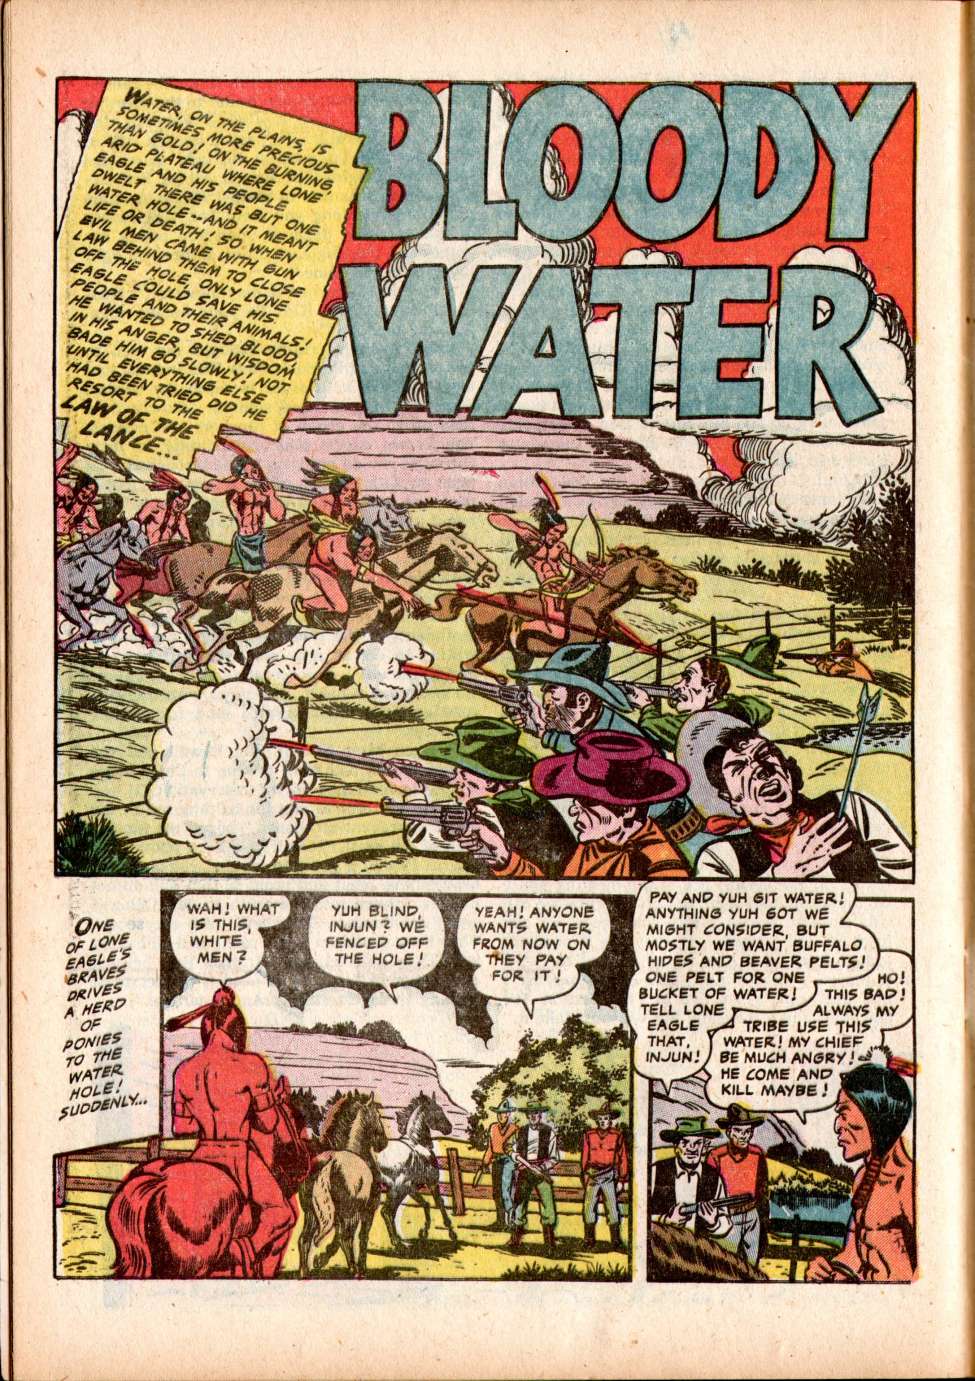 BLOODY
WATER
WATER, ON THE PLAINS, IS
SOMETIMES MORE PRECIOUS
THAN GOLD! ON THE BURNING
ARID PLATEAU WHERE LONE
EAGLE AND HIS PEOPLE
DWELT THERE WAS BUT ONE
WATER HOLE--AND IT MEANT
LIFE OR DEATH! SO WHEN
EVIL MEN CAME WITH GUN
LAW BEHIND THEM TO CLOSE
OFF THE HOLE, ONLY LONE
EAGLE COULD SAVE HIS
PEOPLE AND THEIR ANIMALS!
HE WANTED TO SHED BLOOD
IN HIS ANGER, BUT WISDOM
BADE HIM GO SLOWLY! NOT
UNTIL EVERYTHING ELSE
HAD BEEN TRIED DID HE
RESORT TO THE
LAW OF THE
LANCE...
ONE
OF LONE
EAGLE'S
BRAVES
DRIVES
A HERD
OF
PONIES
TO THE
WATER
HOLE!
SUDDENLY...
WAH! WHAT
IS THIS,
WHITE
MEN?
YUH BLIND,
INJUN? WE
FENCED OFF
THE HOLE!
YEAH! ANYONE
WANTS WATER
FROM NOW ON
THEY PAY
FOR IT!
PAY AND YUH GIT WATER!
ANYTHING YUH GOT WE
MIGHT CONSIDER, BUT
MOSTLY WE WANT BUFFALO
HIDES AND BEAVER PELTS!
ONE PELT FOR ONE
BUCKET OF WATER!
TELL LONE
EAGLE
THAT,
INJUN!
HO!
THIS BAD!
ALWAYS MY
TRIBE USE THIS
WATER! MY CHIEF
BE MUCH ANGRY!
HE COME AND
KILL MAYBE!